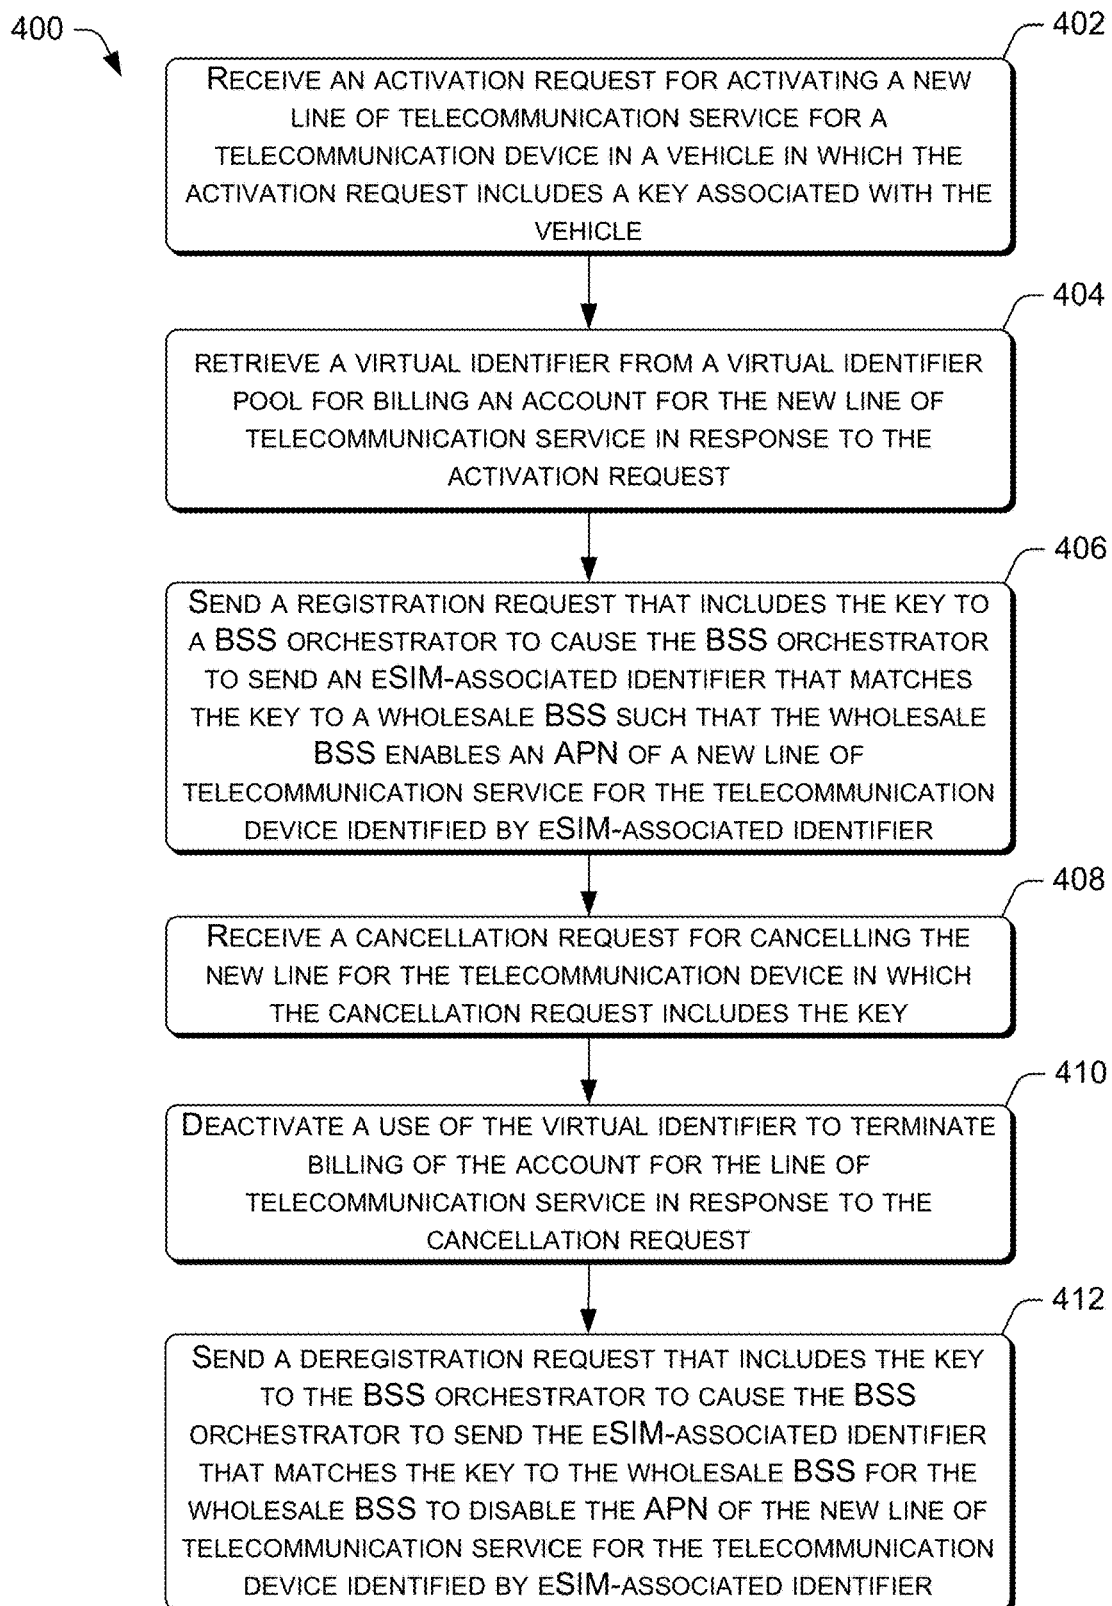 400
402
RECEIVE AN ACTIVATION REQUEST FOR ACTIVATING A NEW
LINE OF TELECOMMUNICATION SERVICE FOR A
TELECOMMUNICATION DEVICE IN A VEHICLE IN WHICH THE
ACTIVATION REQUEST INCLUDES A KEY ASSOCIATED WITH THE
VEHICLE
404
RETRIEVE A VIRTUAL IDENTIFIER FROM A VIRTUAL IDENTIFIER
POOL FOR BILLING AN ACCOUNT FOR THE NEW LINE OF
TELECOMMUNICATION SERVICE IN RESPONSE TO THE
ACTIVATION REQUEST
406
SEND A REGISTRATION REQUEST THAT INCLUDES THE KEY TO
A BSS ORCHESTRATOR TO CAUSE THE BSS ORCHESTRATOR
TO SEND AN ESIM-ASSOCIATED IDENTIFIER THAT MATCHES
THE KEY TO A WHOLESALE BSS SUCH THAT THE WHOLESALE
BSS ENABLES AN APN OF A NEW LINE OF
TELECOMMUNICATION SERVICE FOR THE TELECOMMUNICATION
DEVICE IDENTIFIED BY ESIM-ASSOCIATED IDENTIFIER
408
RECEIVE A CANCELLATION REQUEST FOR CANCELLING THE
NEW LINE FOR THE TELECOMMUNICATION DEVICE IN WHICH
THE CANCELLATION REQUEST INCLUDES THE KEY
410
DEACTIVATE A USE OF THE VIRTUAL IDENTIFIER TO TERMINATE
BILLING OF THE ACCOUNT FOR THE LINE OF
TELECOMMUNICATION SERVICE IN RESPONSE TO THE
CANCELLATION REQUEST
412
SEND A DEREGISTRATION REQUEST THAT INCLUDES THE KEY
TO THE BSS ORCHESTRATOR TO CAUSE THE BSS
ORCHESTRATOR TO SEND THE ESIM-ASSOCIATED IDENTIFIER
THAT MATCHES THE KEY TO THE WHOLESALE BSS FOR THE
WHOLESALE BSS TO DISABLE THE APN OF THE NEW LINE OF
TELECOMMUNICATION SERVICE FOR THE TELECOMMUNICATION
DEVICE IDENTIFIED BY ESIM-ASSOCIATED IDENTIFIER